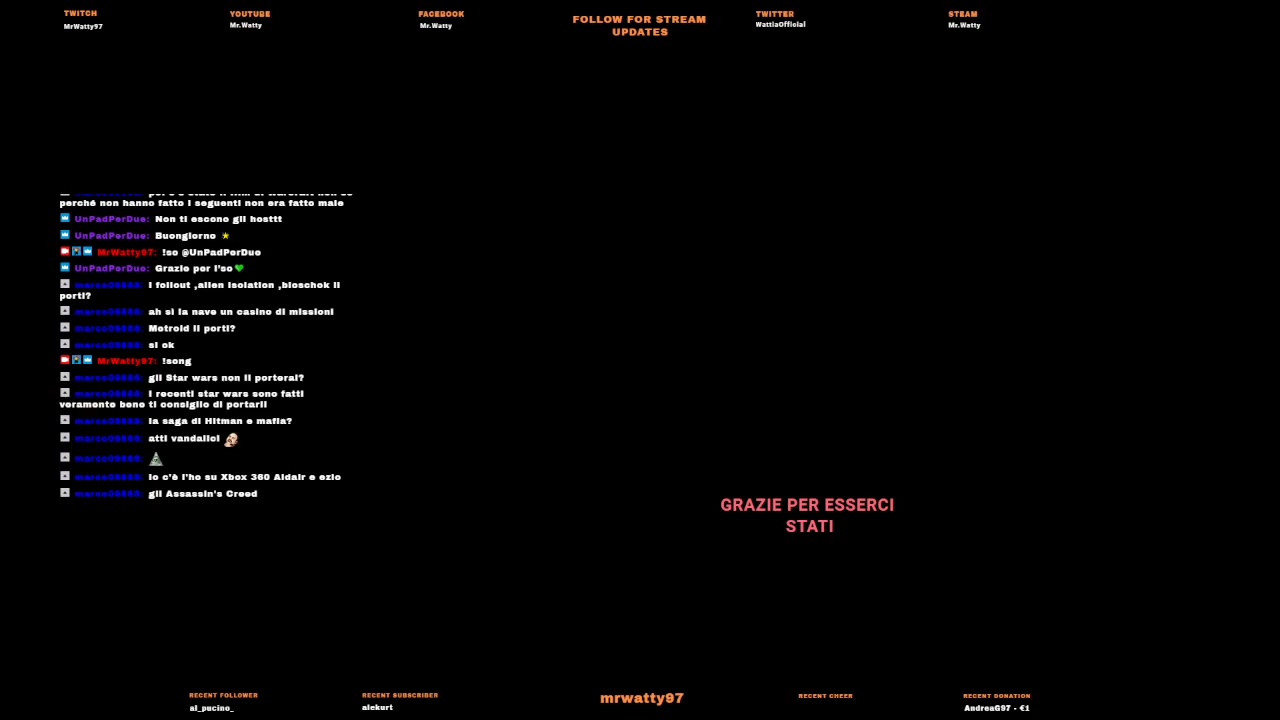 TWITCH
MrWatty97
YOUTUBE
Mr.Watty
FACEBOOK
Mr.Watty
FOLLOW FOR STREAM
UPDATES
TWITTER
WattiaOfficial
STEAM
Mr.Watty
perché non hanno fatto i seguenti non era fatto male
UnPadPerDue: Non ti escono gli hosttt
UnPadPerDue: Buongiorno
MrWatty97: !so @UnPadPerDue
UnPadPerDue: Grazie per l'so
I follout ,alien isolation ,bioschok li
porti?
ah si la nave un casino di missioni
Metroid li porti?
si ok
MrWatty97: !song
gli Star wars non li porterai?
I recenti star wars sono fatti
veramente bene ti consiglio di portarli
la saga di Hitman e mafia?
atti vandalici
Io c'è l'ho su Xbox 360 Aldair e ezio
gli Assassin's Creed
GRAZIE PER ESSERCI
STATI
RECENT FOLLOWER
al_pucino_
RECENT SUBSCRIBER
alekurt
mrwatty97
RECENT CHEER
RECENT DONATION
AndreaG97 - €1